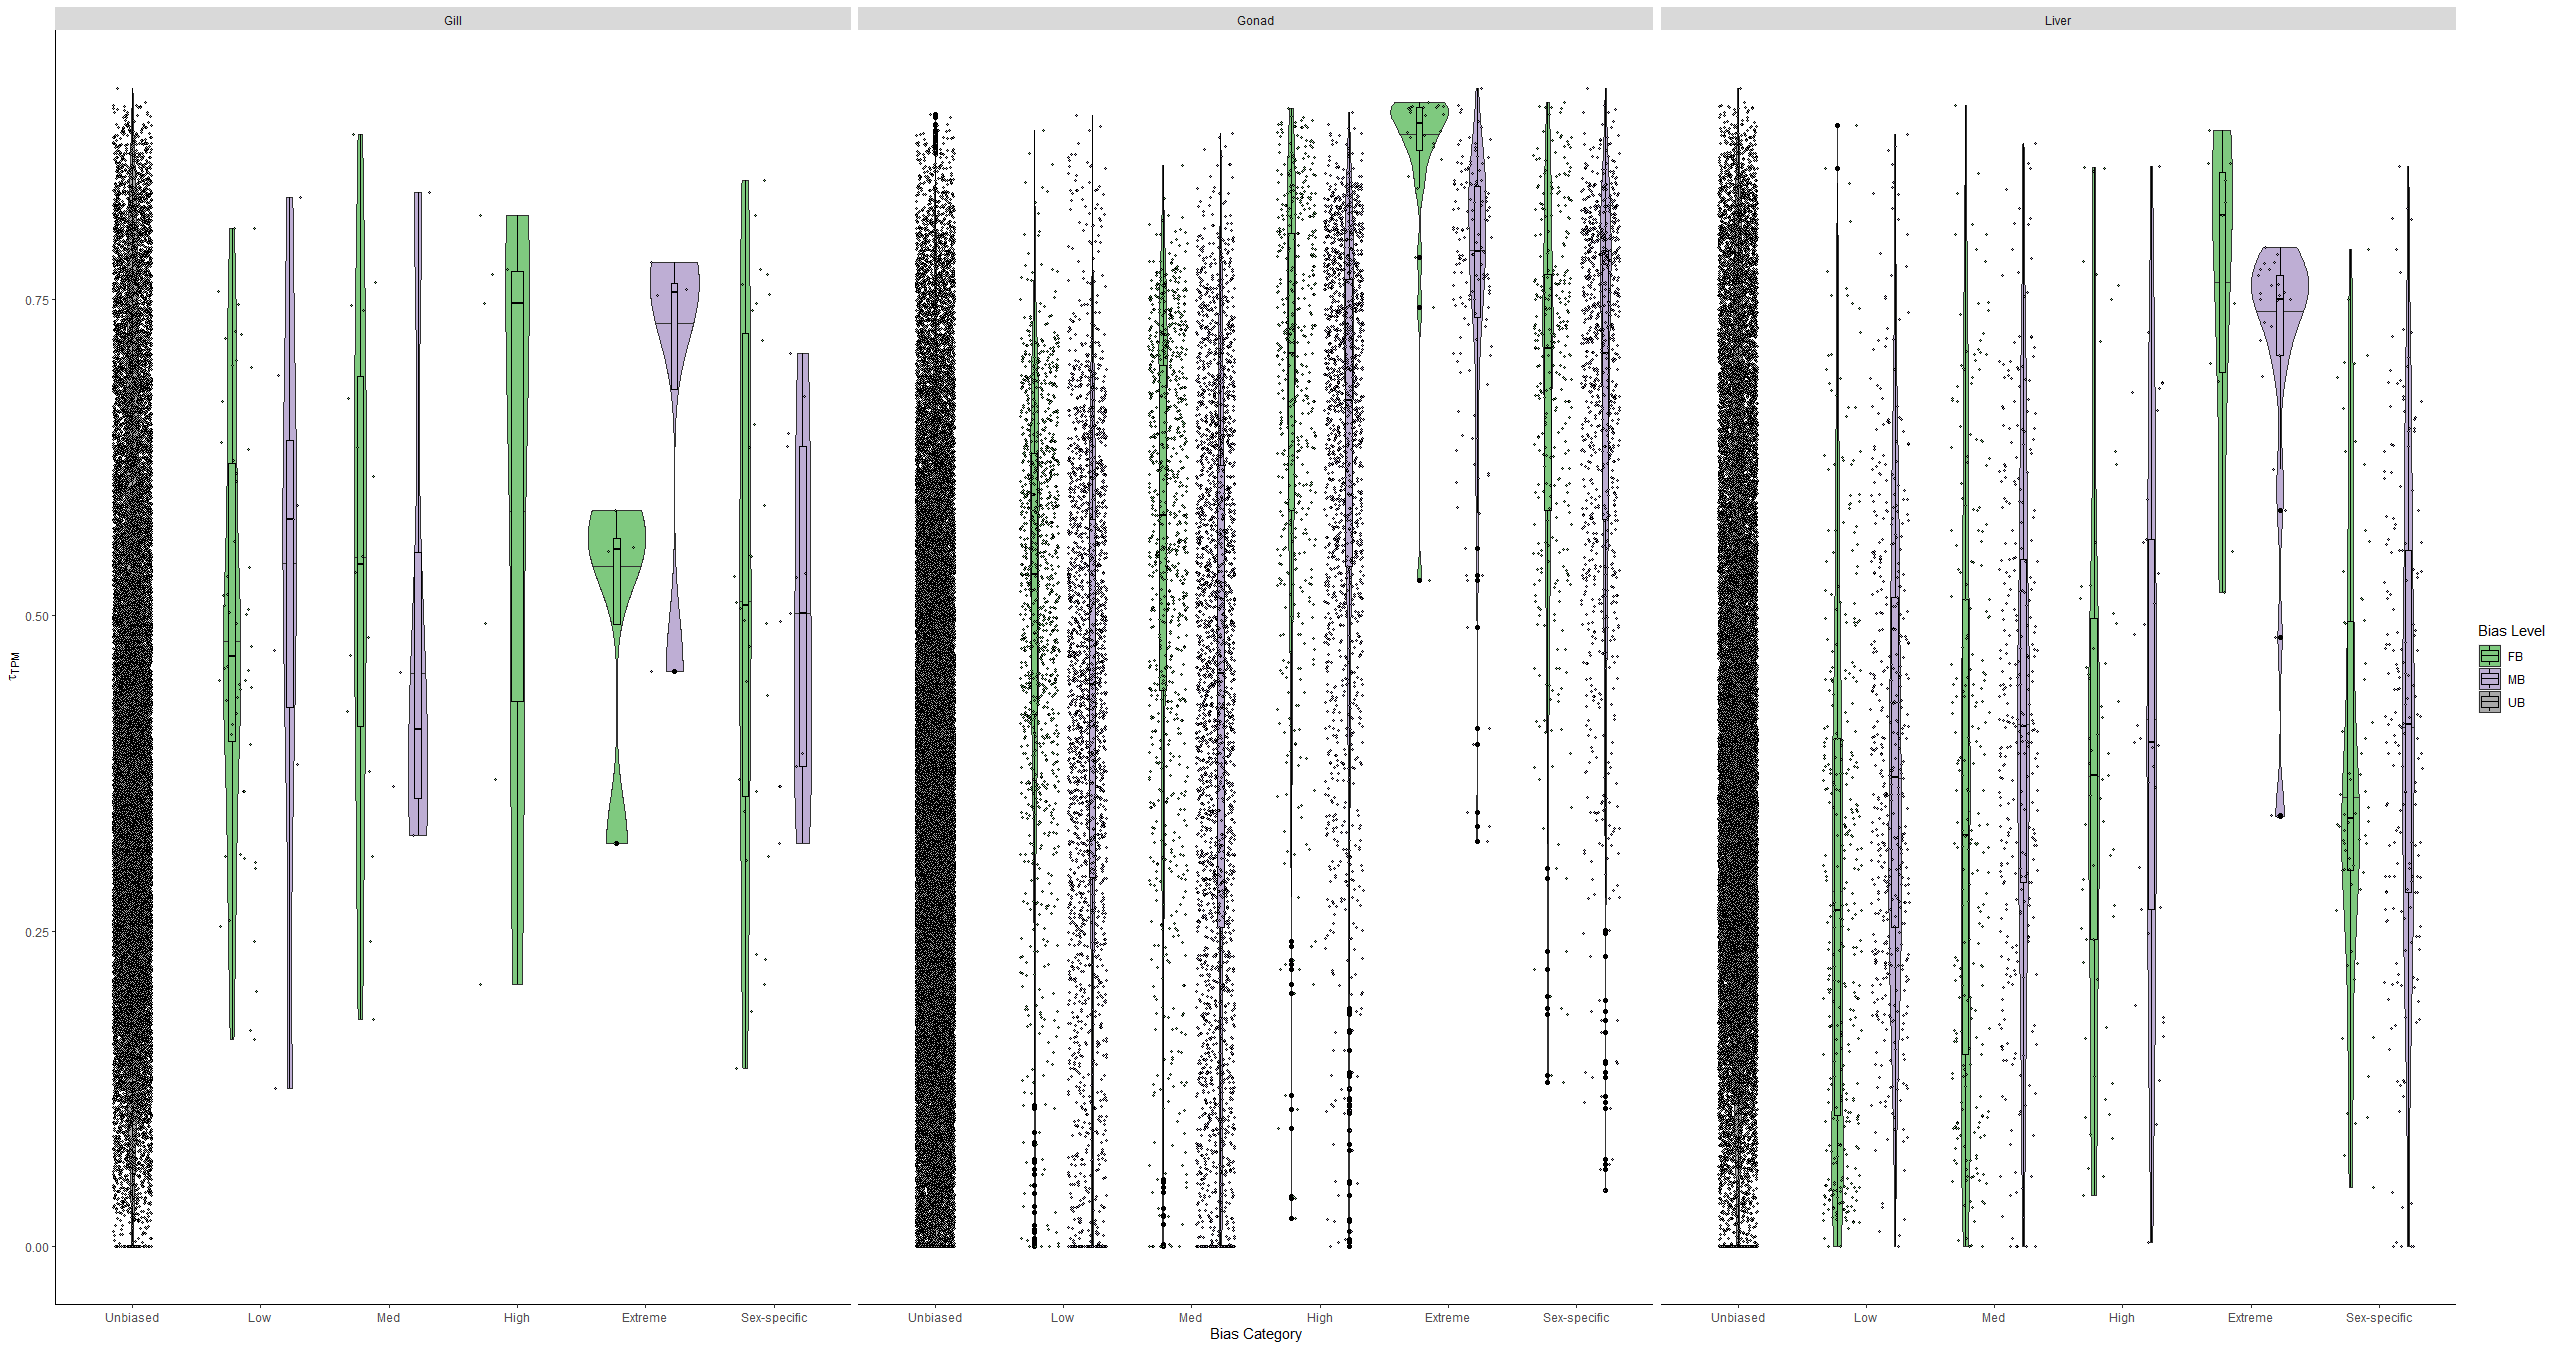 Gill Gonad Liver
0.75
0.50
0.25
0.00
τTPM
Unbiased Low Med High Extreme Sex-specific Unbiased Low Med High Extreme Sex-specific Unbiased Low Med High Extreme Sex-specific
Bias Category
Bias Level
FB
MB
UB